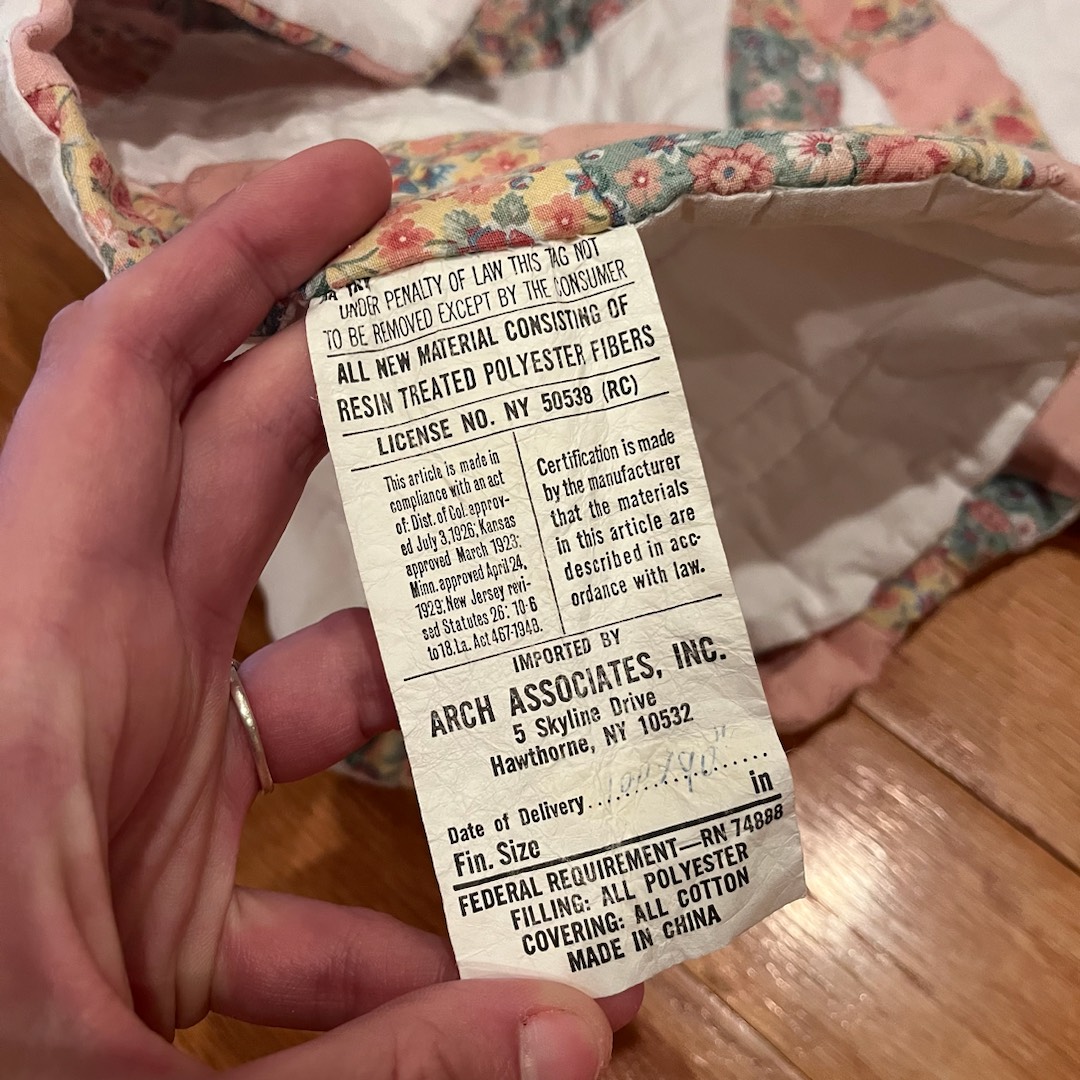 UNDER PENALTY OF LAW THIS TAG NOT
TO BE REMOVED EXCEPT BY THE CONSUMER
ALL NEW MATERIAL CONSISTING OF
RESIN TREATED POLYESTER FIBERS
LICENSE NO. NY 50538 (RC)
This article is made in
compliance with an act
of: Dist. of Col. approv-
ed July 3,1926; Kansas
approved March 1923:
Minn. approved April 24,
1929: New Jersey revi-
sed Statutes 26: 10-6
to 18. La. Act 467-1948.
Certification is made
by the manufacturer
that the materials
in this article are
described in acc-
ordance with law.
IMPORTED BY
ARCH ASSOCIATES, INC.
5 Skyline Drive
Hawthorne, NY 10532
Date of Delivery
Fin. Size in
FEDERAL REQUIREMENT—RN 74888
FILLING: ALL POLYESTER
COVERING: ALL COTTON
MADE IN CHINA